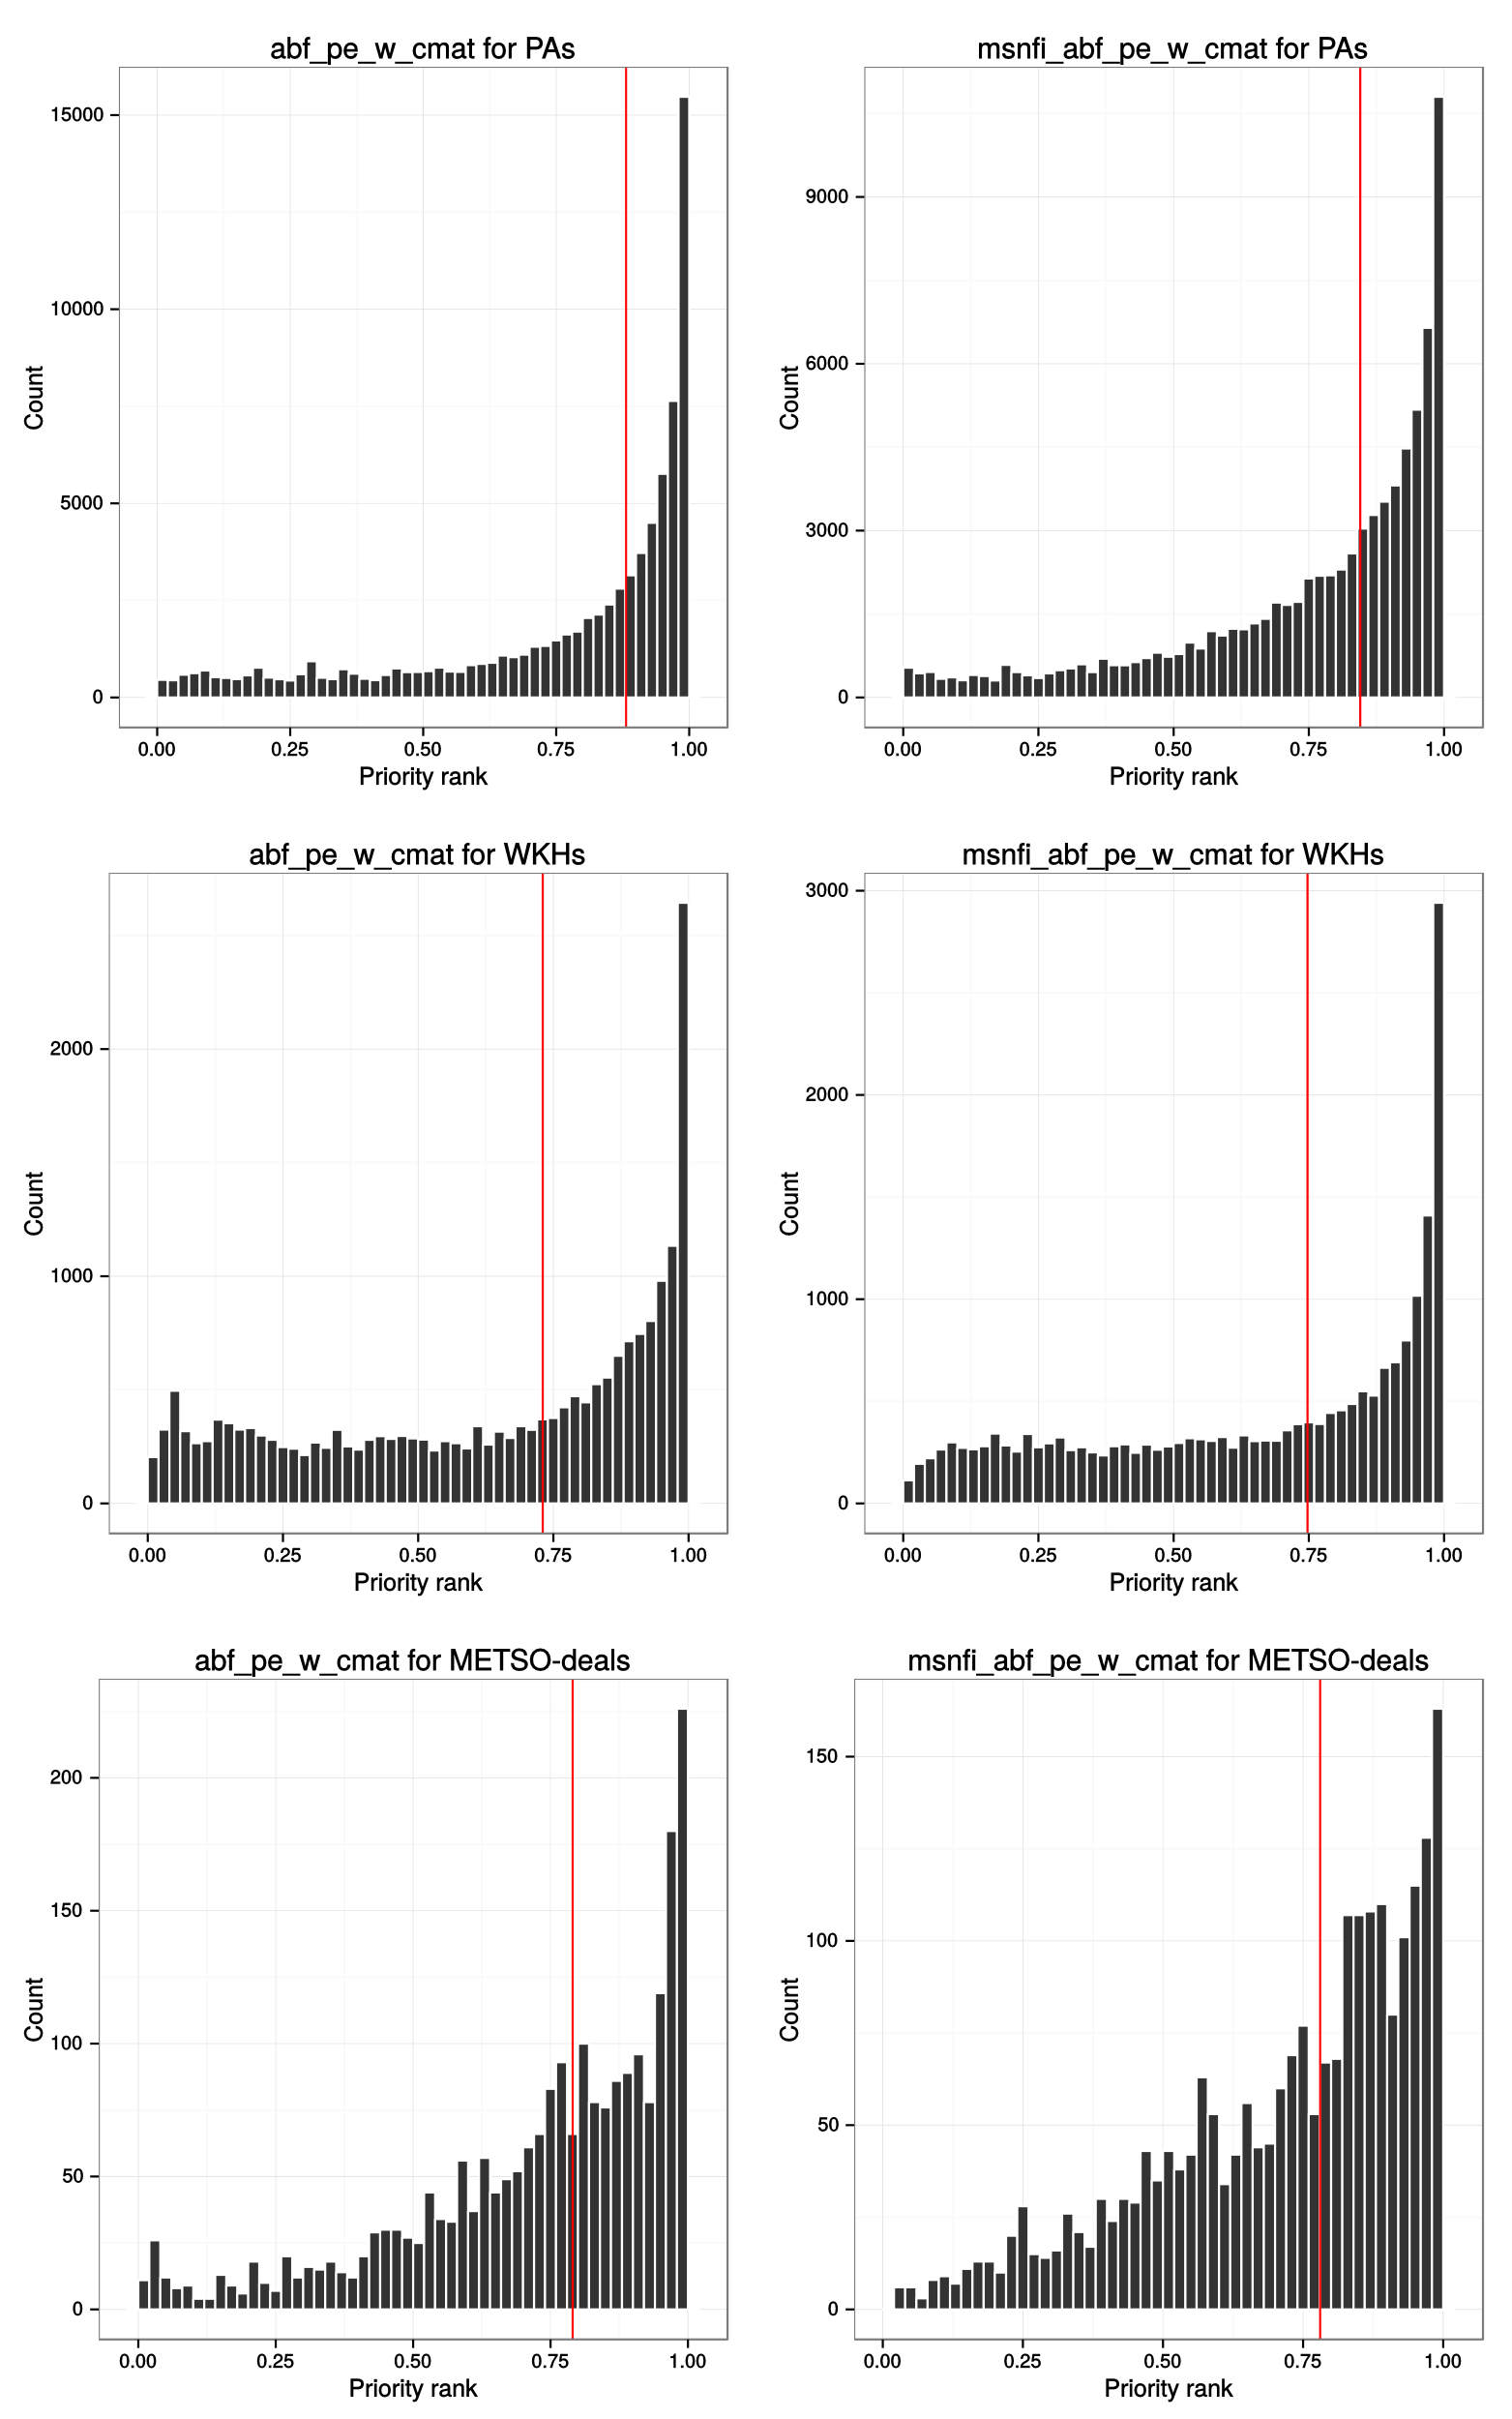 abf_pe_w_cmat for PAs
15000
10000
5000
0
Count
0.00 0.25 0.50 0.75 1.00
Priority rank
msnfi_abf_pe_w_cmat for PAs
9000
6000
3000
0
Count
0.00 0.25 0.50 0.75 1.00
Priority rank
abf_pe_w_cmat for WKHs
2000
1000
0
Count
0.00 0.25 0.50 0.75 1.00
Priority rank
msnfi_abf_pe_w_cmat for WKHs
3000
2000
1000
0
Count
0.00 0.25 0.50 0.75 1.00
Priority rank
abf_pe_w_cmat for METSO-deals
200
150
100
50
0
Count
0.00 0.25 0.50 0.75 1.00
Priority rank
msnfi_abf_pe_w_cmat for METSO-deals
150
100
50
0
Count
0.00 0.25 0.50 0.75 1.00
Priority rank